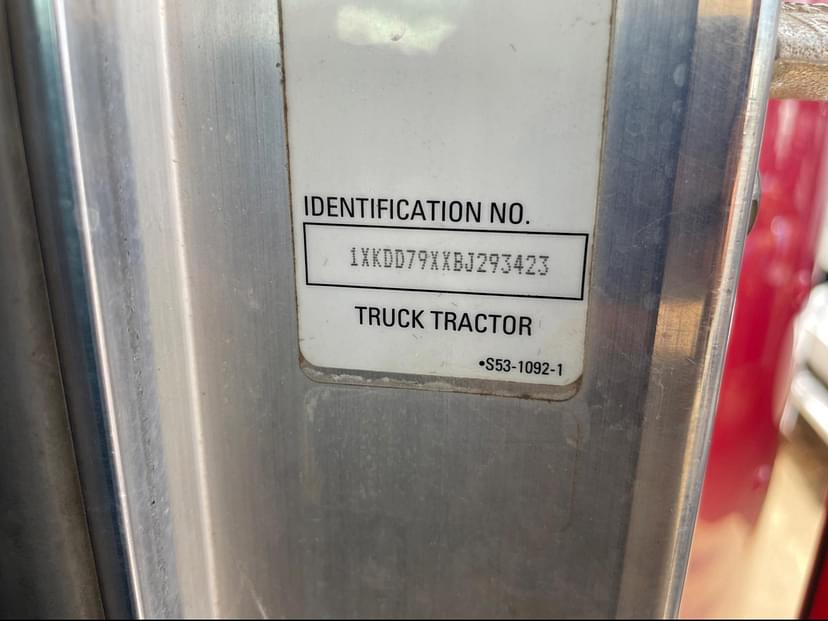 IDENTIFICATION NO.
1XKDD79XXBJ293423
TRUCK TRACTOR
•S53-1092-1